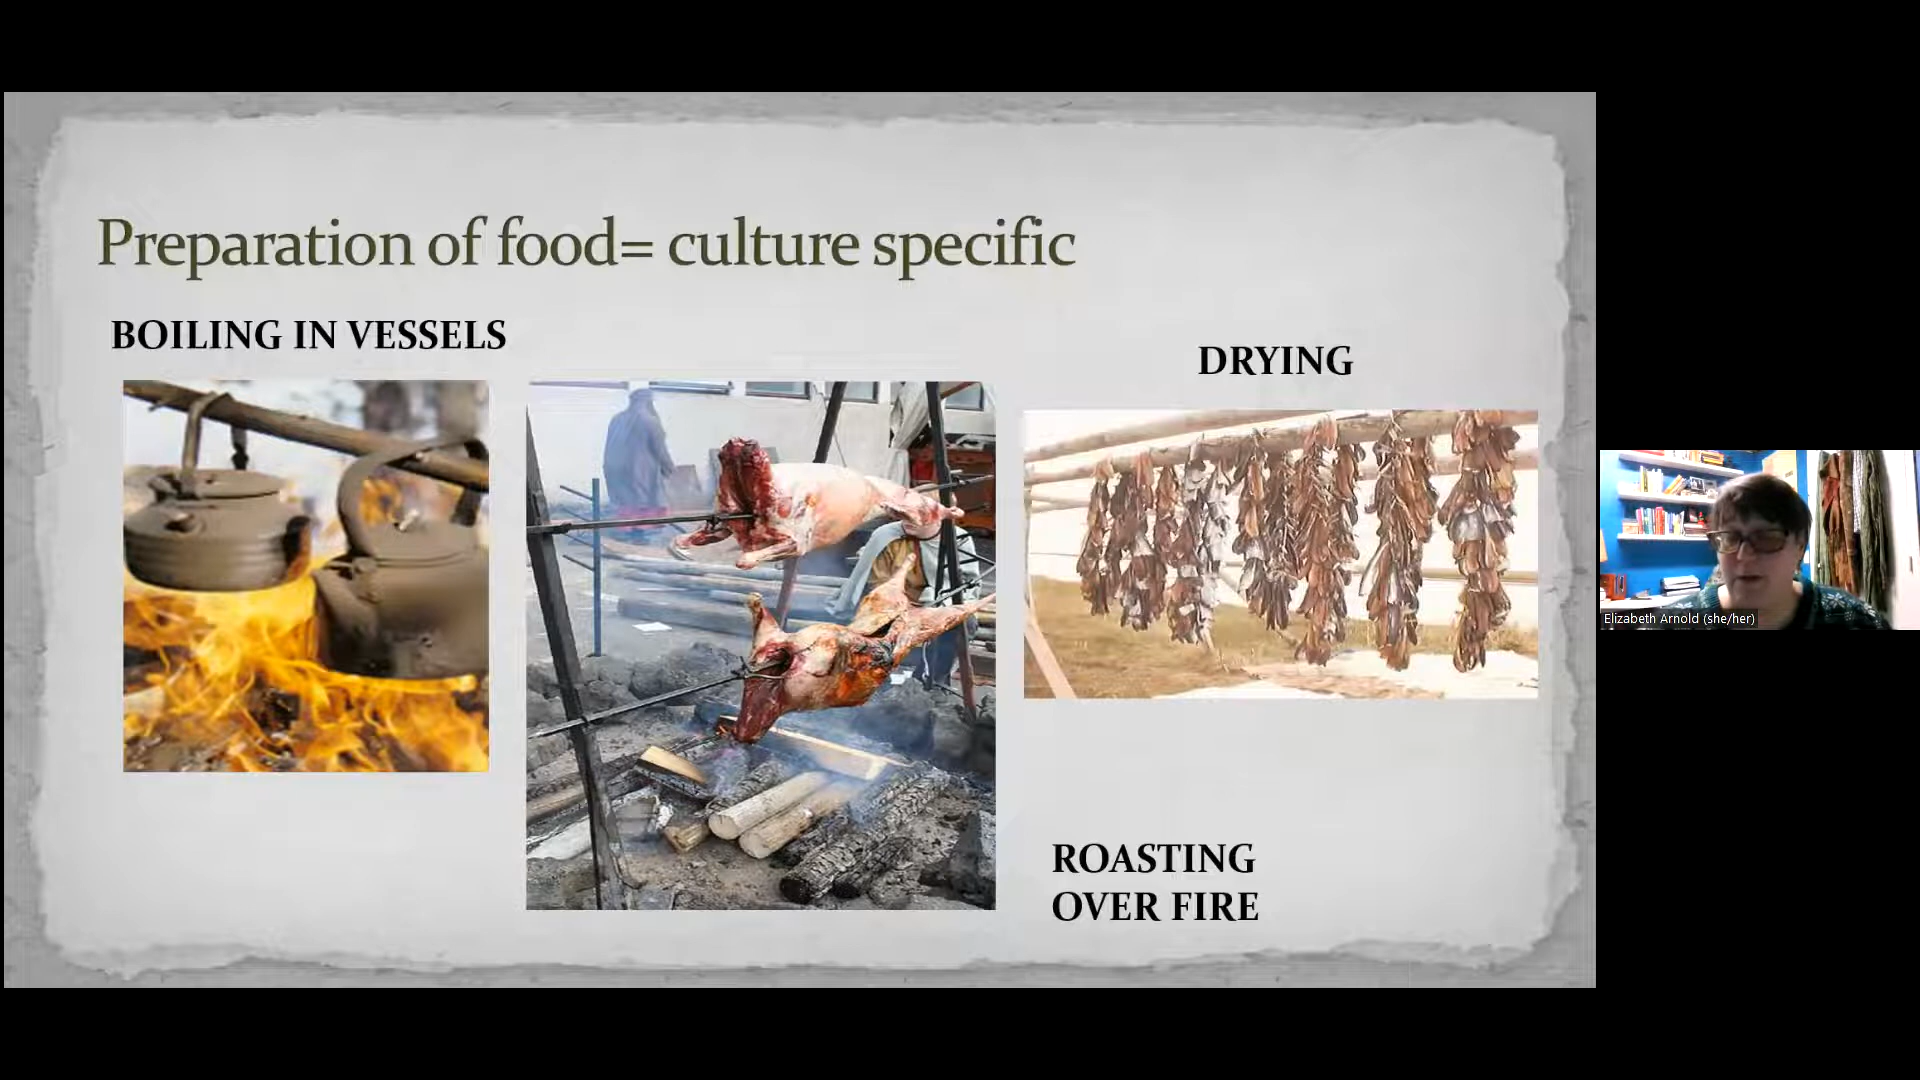 Preparation of food= culture specific
BOILING IN VESSELS
DRYING
ROASTING
OVER FIRE
Elizabeth Arnold (she/her)